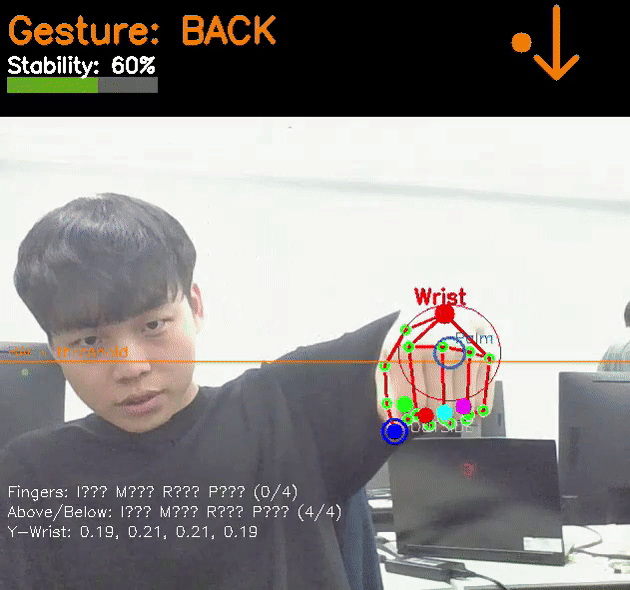 Gesture: BACK
Stability: 60%
Wrist
Palm
OUTSIDE
Fingers: I??? M??? R??? P??? (0/4)
Above/Below: I??? M??? R??? P??? (4/4)
Y-Wrist: 0.19, 0.21, 0.21, 0.19